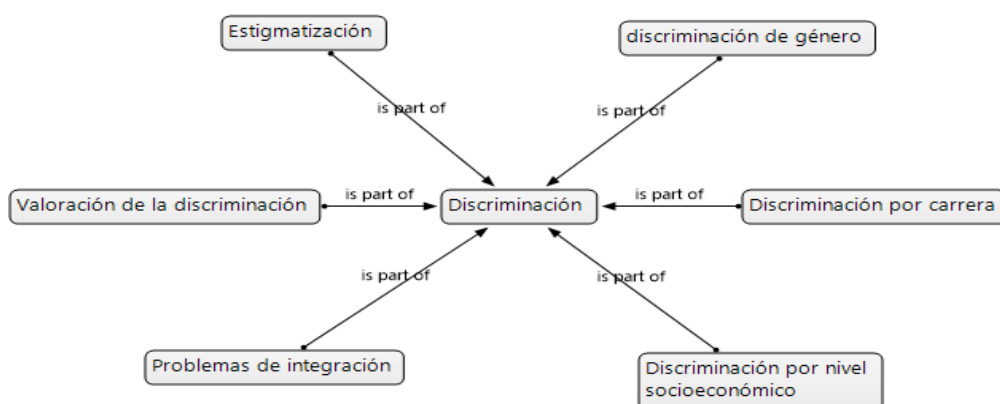 Estigmatización
discriminación de género
is part of
is part of
Valoración de la discriminación
is part of
Discriminación
is part of
Discriminación por carrera
is part of
is part of
Problemas de integración
Discriminación por nivel
socioeconómico